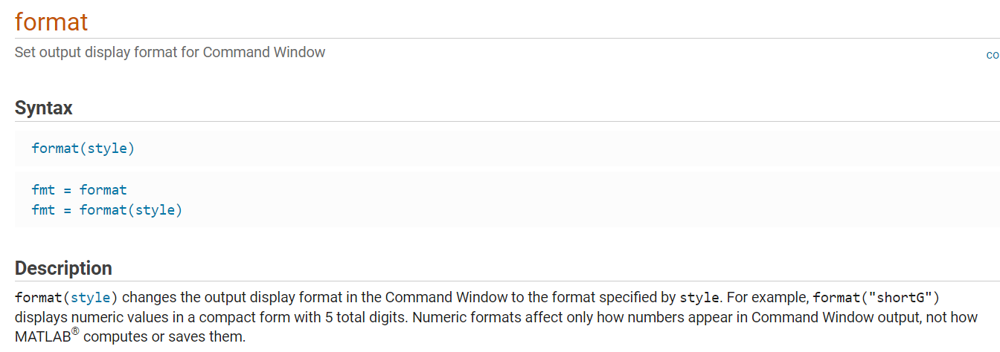 format
Set output display format for Command Window
co
Syntax
format(style)
fmt = format
fmt = format(style)
Description
format(style) changes the output display format in the Command Window to the format specified by style. For example, format("shortG")
displays numeric values in a compact form with 5 total digits. Numeric formats affect only how numbers appear in Command Window output, not how
MATLAB® computes or saves them.